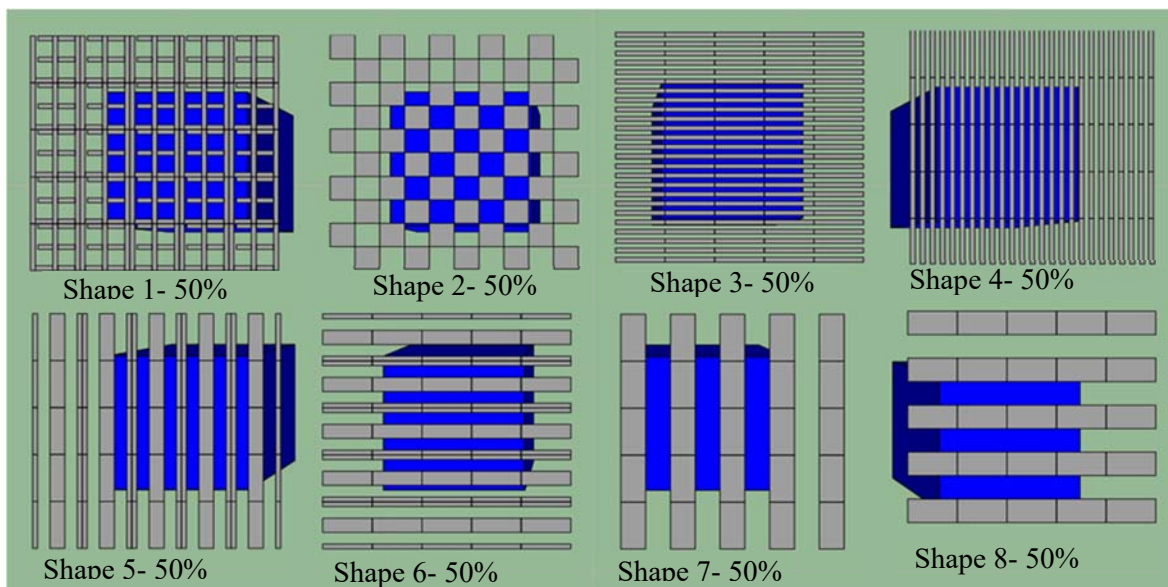 Shape 1- 50%
Shape 2- 50%
Shape 3- 50%
Shape 4- 50%
Shape 5- 50%
Shape 6- 50%
Shape 7- 50%
Shape 8- 50%